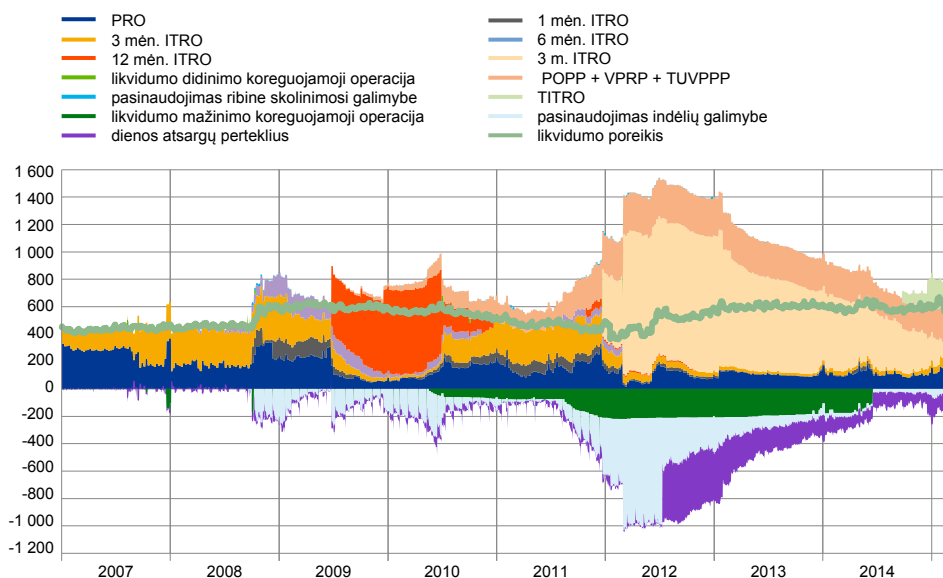 PRO
3 mėn. ITRO
12 mėn. ITRO
likvidumo didinimo koreguojamoji operacija
pasinaudojimas ribine skolinimosi galimybe
likvidumo mažinimo koreguojamoji operacija
dienos atsargų perteklius
1 mėn. ITRO
6 mėn. ITRO
3 m. ITRO
POPP + VPRP + TUVPPP
TITRO
pasinaudojimas indėlių galimybe
likvidumo poreikis
1 600
1 400
1 200
1 000
800
600
400
200
0
-200
-400
-600
-800
-1 000
-1 200
2007 2008 2009 2010 2011 2012 2013 2014